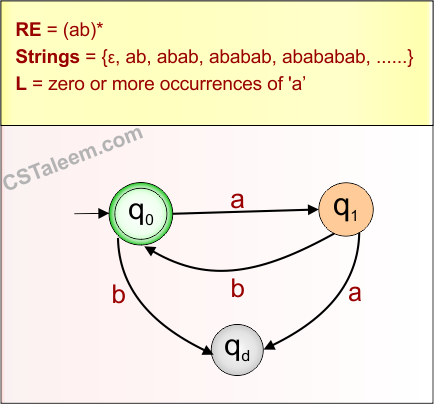 RE = (ab)*
Strings = {ε, ab, abab, ababab, abababab, ......}
L = zero or more occurrences of 'a’
CSTaleem.com
q0
a
q1
b
b
a
qd